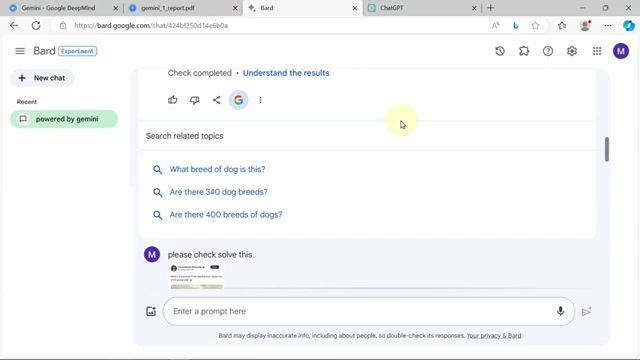 Gemini - Google DeepMind
gemini_1_report.pdf
Bard
ChatGPT
https://bard.google.com/chat/424bf250d14e6b0a
Bard Experiment
M
New chat
Recent
powered by gemini
Check completed • Understand the results
Search related topics
What breed of dog is this?
Are there 340 dog breeds?
Are there 400 breeds of dogs?
M please check solve this
Enter a prompt here
Bard may display inaccurate info, including about people, so double-check its responses. Your privacy & Bard